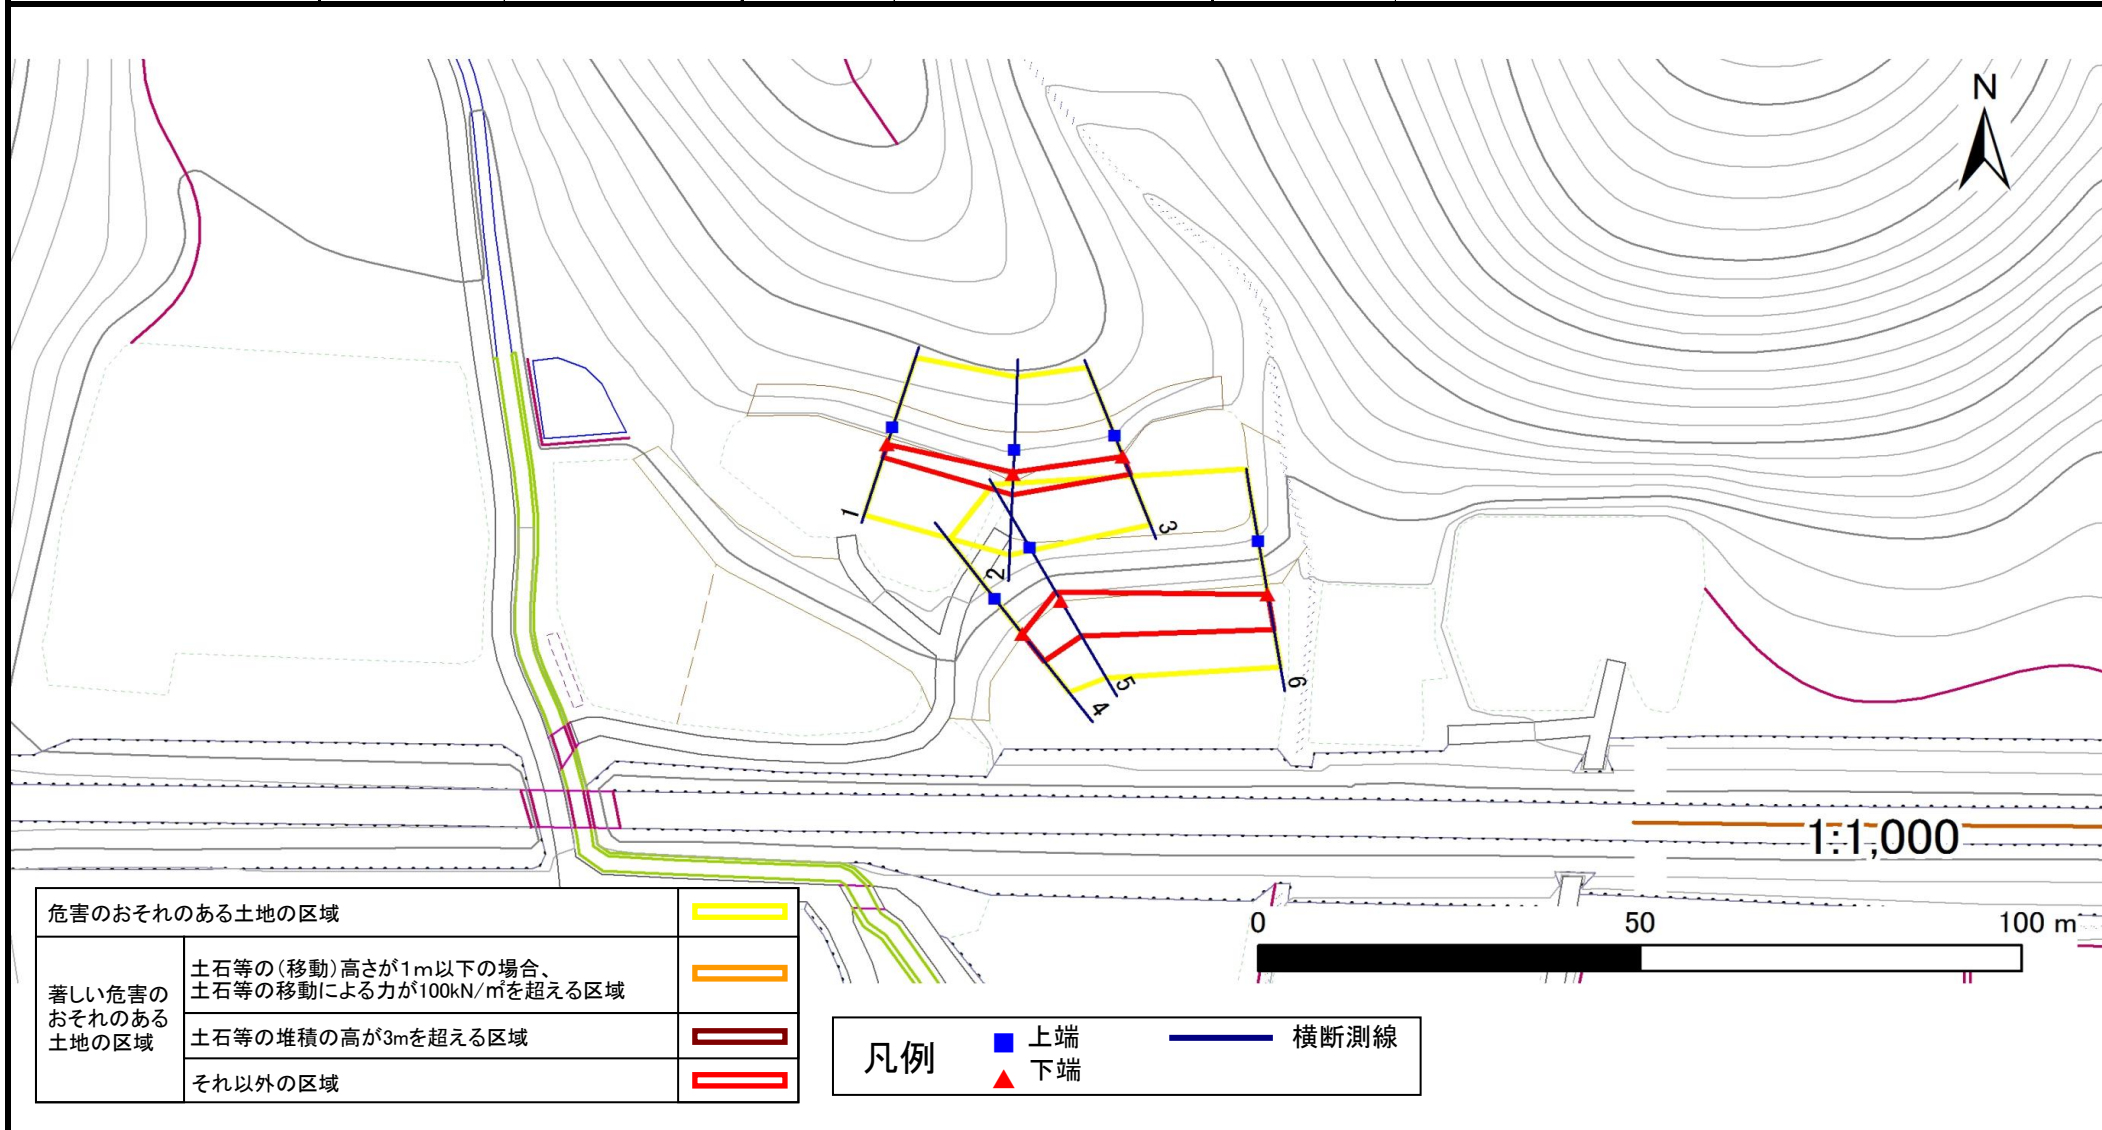 N
1
2
3
4
5
6
1:1,000
0 50 100 m
危害のおそれのある土地の区域
著しい危害の
おそれのある
土地の区域
土石等の(移動)高さが1m以下の場合、
土石等の移動による力が100kN/㎡を超える区域
土石等の堆積の高が3mを超える区域
それ以外の区域
凡例
上端
下端
横断測線